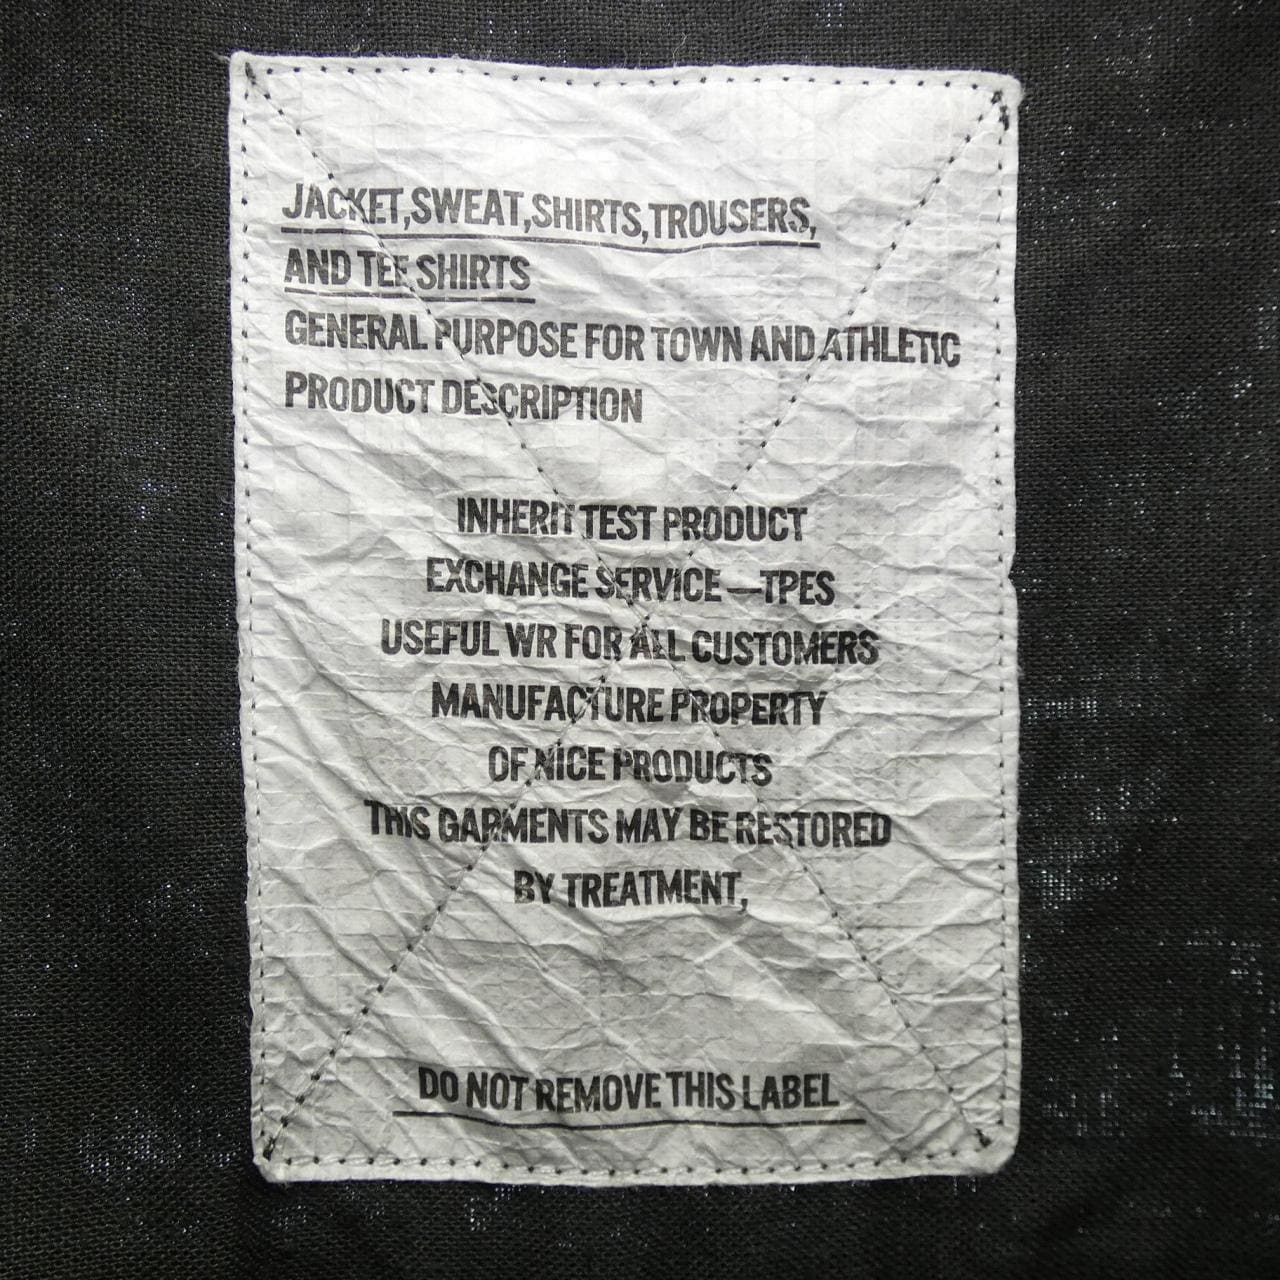 JACKET,SWEAT,SHIRTS,TROUSERS,
AND TEE SHIRTS
GENERAL PURPOSE FOR TOWN AND ATHLETIC
PRODUCT DESCRIPTION
INHERIT TEST PRODUCT
EXCHANGE SERVICE —TPES
USEFUL WR FOR ALL CUSTOMERS
MANUFACTURE PROPERTY
OF NICE PRODUCTS
THIS GARMENTS MAY BE RESTORED
BY TREATMENT,
DO NOT REMOVE THIS LABEL